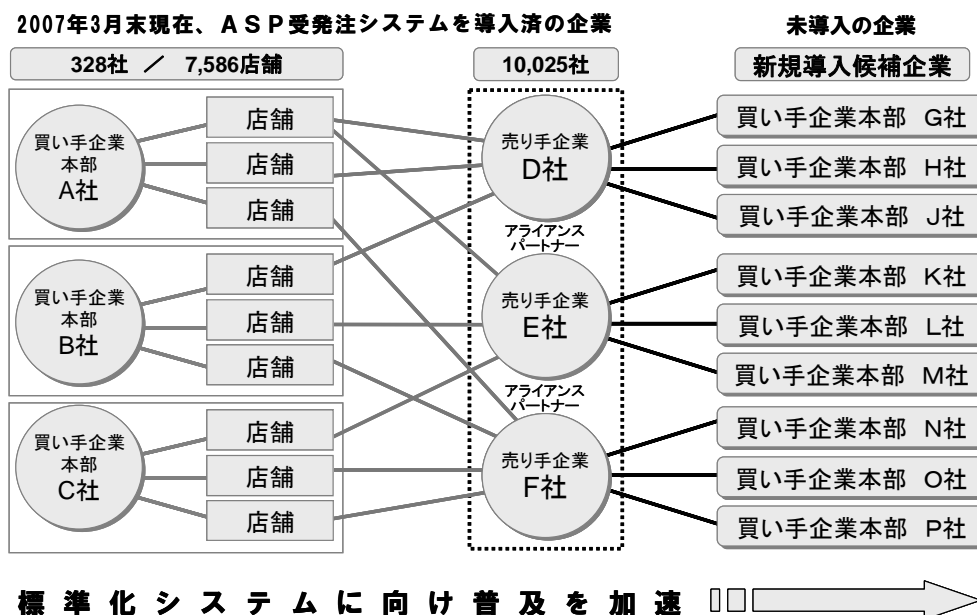 2007年3月末現在、ＡＳＰ受発注システムを導入済の企業
未導入の企業
328社 ／ 7,586店舗
10,025社
新規導入候補企業
買い手企業
本部
A社
店舗
店舗
店舗
買い手企業
本部
B社
店舗
店舗
店舗
買い手企業
本部
C社
店舗
店舗
店舗
売り手企業
D社
アライアンス
パートナー
売り手企業
E社
アライアンス
パートナー
売り手企業
F社
買い手企業本部 G社
買い手企業本部 H社
買い手企業本部 J社
買い手企業本部 K社
買い手企業本部 L社
買い手企業本部 M社
買い手企業本部 N社
買い手企業本部 O社
買い手企業本部 P社
標準化システムに向け普及を加速